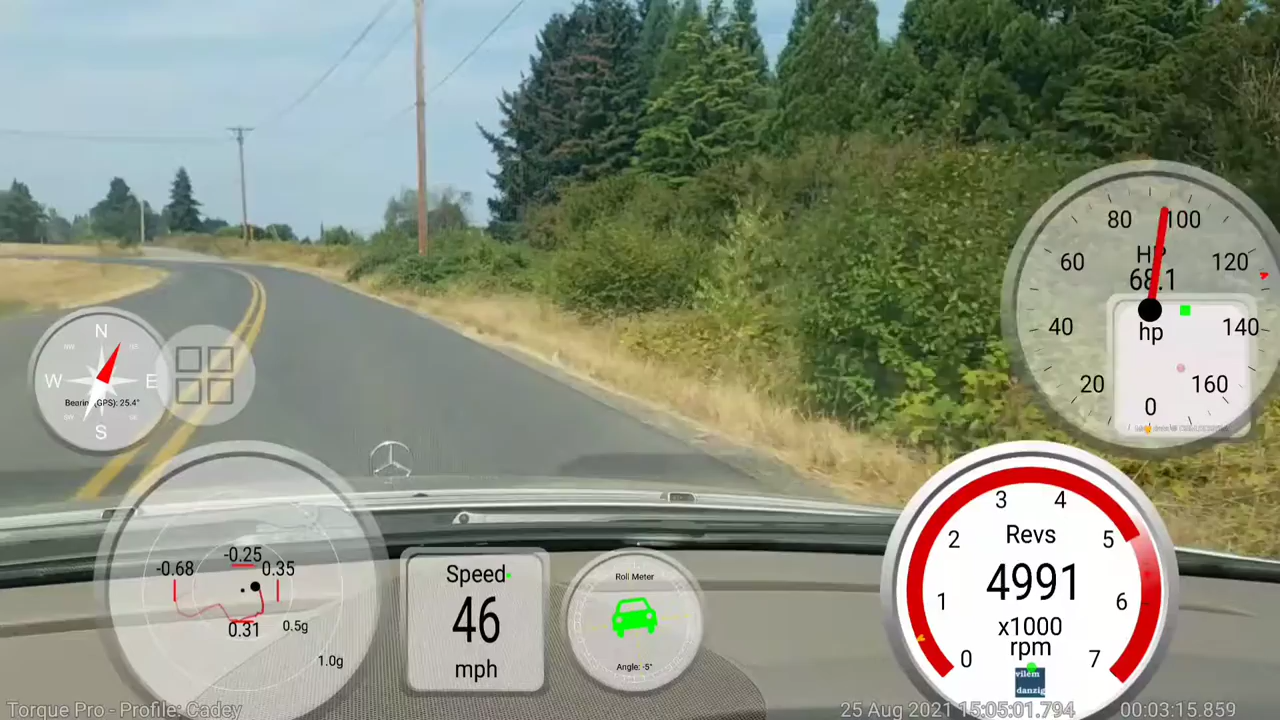 N
W E
Bearing(GPS): 25.4°
S
80 100
60 120
40 140
20 160
0
HP
68.1
hp
-0.25
-0.68 0.35
0.31
0.5g
1.0g
Speed
46
mph
Roll Meter
Angle: -5°
3 4
2 5
1 6
0 7
Revs
4991
x1000
rpm
vilem
danzig
Torque Pro - Profile: Cadey
25 Aug 2021 15:05:01.794 00:03:15.859